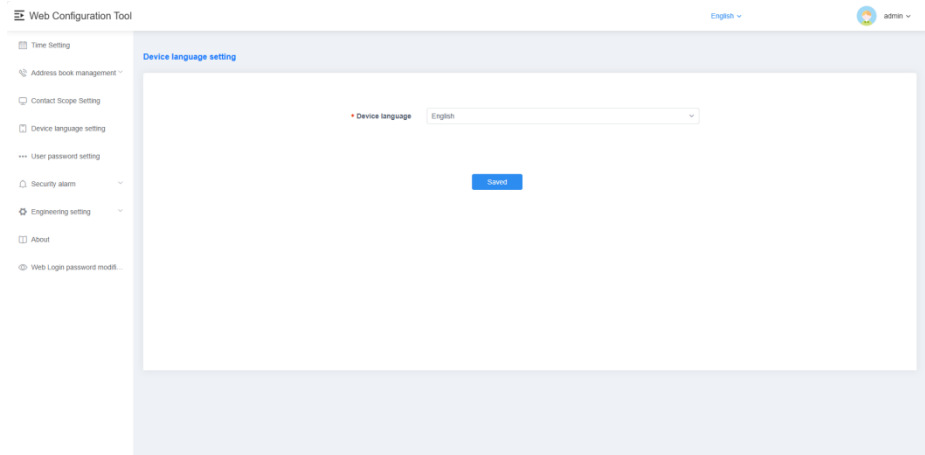 Web Configuration Tool
English
admin
Time Setting
Address book management
Contact Scope Setting
Device language setting
User password setting
Security alarm
Engineering setting
About
Web Login password modifi...
Device language setting
* Device language
English
Saved